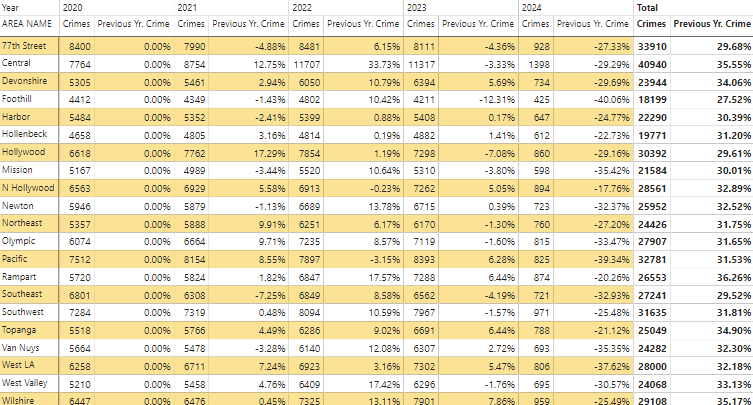 Year 2020 2021 2022 2023 2024 Total
AREA NAME Crimes Previous Yr. Crime Crimes Previous Yr. Crime Crimes Previous Yr. Crime Crimes Previous Yr. Crime Crimes Previous Yr. Crime Crimes Previous Yr. Crime
77th Street 8400 0.00% 7990 -4.88% 8481 6.15% 8111 -4.36% 928 -27.33% 33910 29.68%
Central 7764 0.00% 8754 12.75% 11707 33.73% 11317 -3.33% 1398 -29.29% 40940 35.55%
Devonshire 5305 0.00% 5461 2.94% 6050 10.79% 6394 5.69% 734 -29.69% 23944 34.06%
Foothill 4412 0.00% 4349 -1.43% 4802 10.42% 4211 -12.31% 425 -40.06% 18199 27.52%
Harbor 5484 0.00% 5352 -2.41% 5399 0.88% 5408 0.17% 647 -24.77% 22290 30.39%
Hollenbeck 4658 0.00% 4805 3.16% 4814 0.19% 4882 1.41% 612 -22.73% 19771 31.20%
Hollywood 6618 0.00% 7762 17.29% 7854 1.19% 7298 -7.08% 860 -29.16% 30392 29.61%
Mission 5167 0.00% 4989 -3.44% 5520 10.64% 5310 -3.80% 598 -35.42% 21584 30.01%
N Hollywood 6563 0.00% 6929 5.58% 6913 -0.23% 7262 5.05% 894 -17.76% 28561 32.89%
Newton 5946 0.00% 5879 -1.13% 6689 13.78% 6715 0.39% 723 -32.37% 25952 32.52%
Northeast 5357 0.00% 5888 9.91% 6251 6.17% 6170 -1.30% 760 -27.20% 24426 31.75%
Olympic 6074 0.00% 6664 9.71% 7235 8.57% 7119 -1.60% 815 -33.47% 27907 31.65%
Pacific 7512 0.00% 8154 8.55% 7897 -3.15% 8393 6.28% 825 -39.34% 32781 31.53%
Rampart 5720 0.00% 5824 1.82% 6847 17.57% 7288 6.44% 874 -20.26% 26553 36.26%
Southeast 6801 0.00% 6308 -7.25% 6849 8.58% 6562 -4.19% 721 -32.93% 27241 29.52%
Southwest 7284 0.00% 7319 0.48% 8094 10.59% 7967 -1.57% 971 -25.48% 31635 31.81%
Topanga 5518 0.00% 5766 4.49% 6286 9.02% 6691 6.44% 788 -21.12% 25049 34.90%
Van Nuys 5664 0.00% 5478 -3.28% 6140 12.08% 6307 2.72% 693 -35.35% 24282 32.30%
West LA 6258 0.00% 6711 7.24% 6923 3.16% 7302 5.47% 806 -37.62% 28000 32.18%
West Valley 5210 0.00% 5458 4.76% 6409 17.42% 6296 -1.76% 695 -30.57% 24068 33.13%
Wilshire 6447 0.00% 6476 0.45% 7325 13.11% 7901 7.86% 959 -25.49% 29108 35.17%